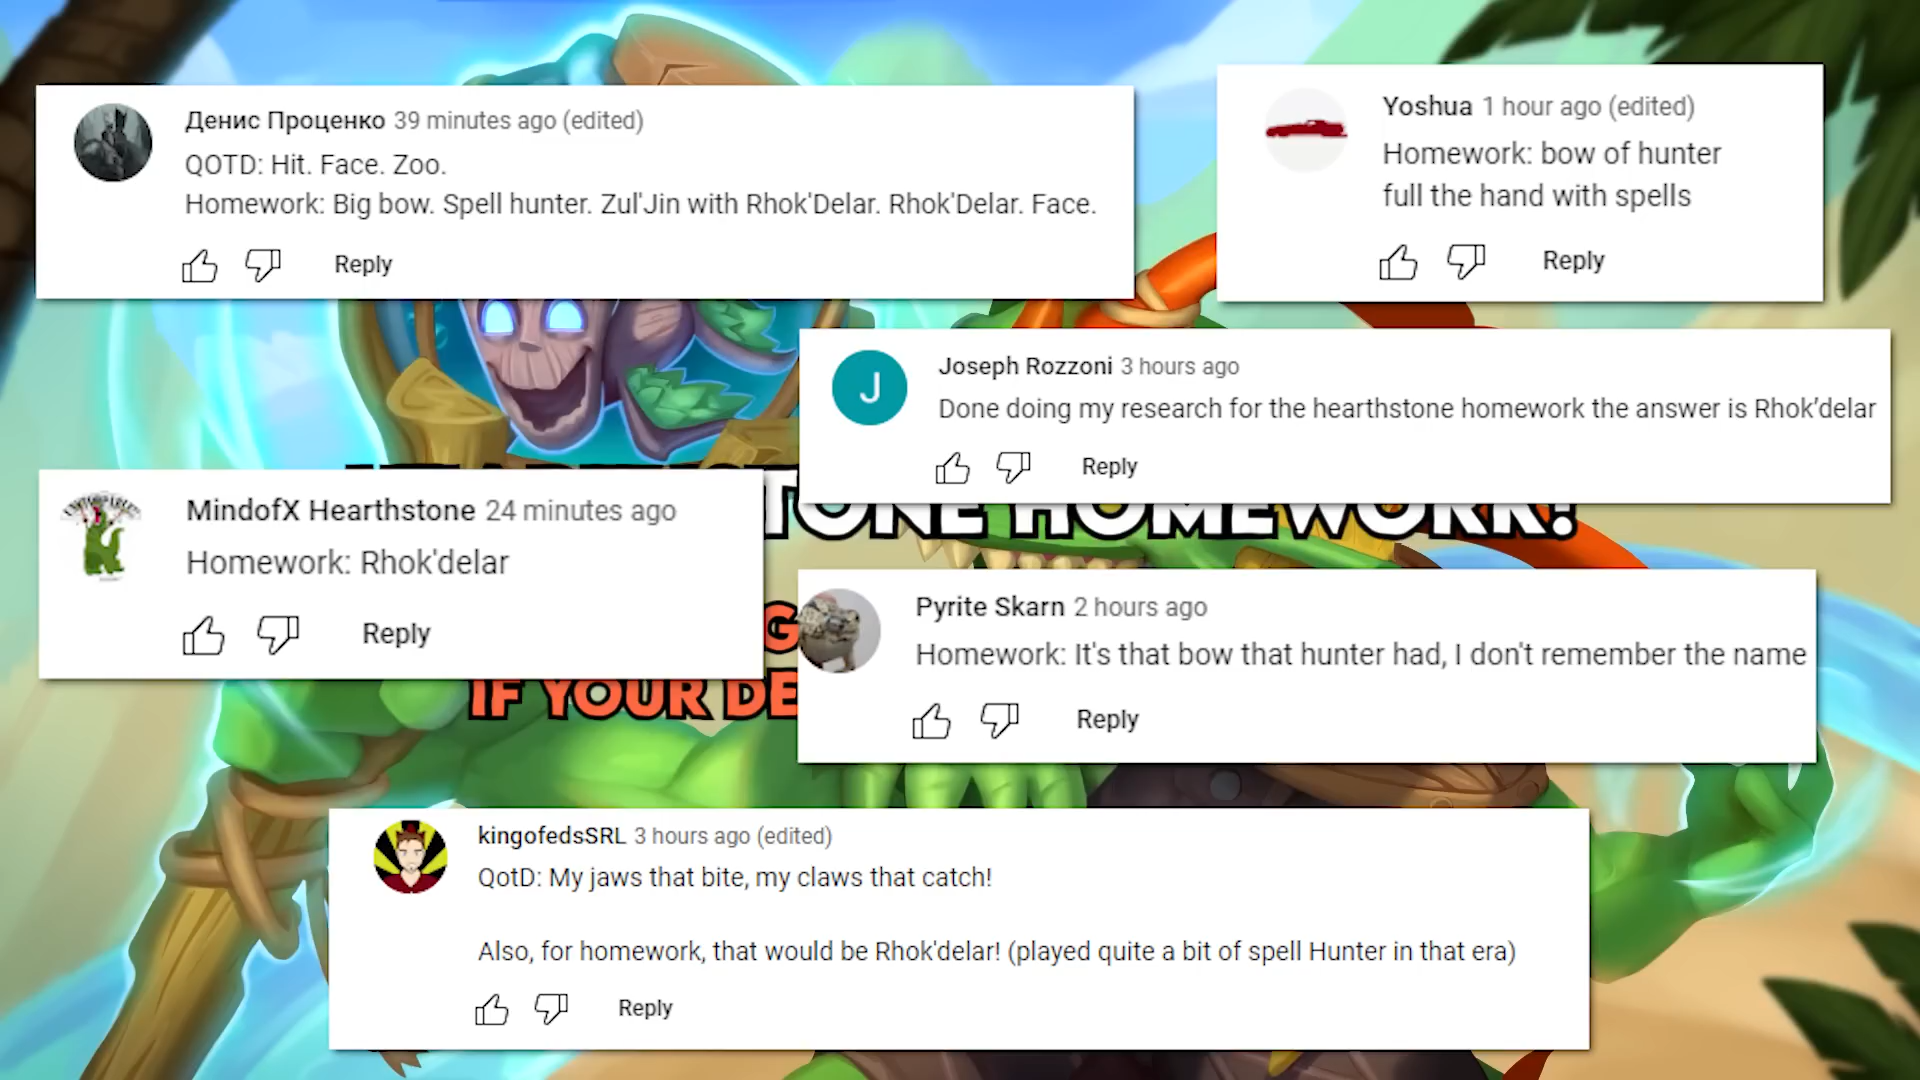 Денис Проценко 39 minutes ago (edited)
QOTD: Hit. Face. Zoo.
Homework: Big bow. Spell hunter. Zul'Jin with Rhok'Delar. Rhok'Delar. Face.
Reply
Yoshua 1 hour ago (edited)
Homework: bow of hunter
full the hand with spells
Reply
J
Joseph Rozzoni 3 hours ago
Done doing my research for the hearthstone homework the answer is Rhok’delar
Reply
TONE HOMEWORK!
MindofX Hearthstone 24 minutes ago
Homework: Rhok'delar
Reply
G
IF YOUR DE
Pyrite Skarn 2 hours ago
Homework: It's that bow that hunter had, I don't remember the name
Reply
kingofedsSRL 3 hours ago (edited)
QotD: My jaws that bite, my claws that catch!
Also, for homework, that would be Rhok'delar! (played quite a bit of spell Hunter in that era)
Reply